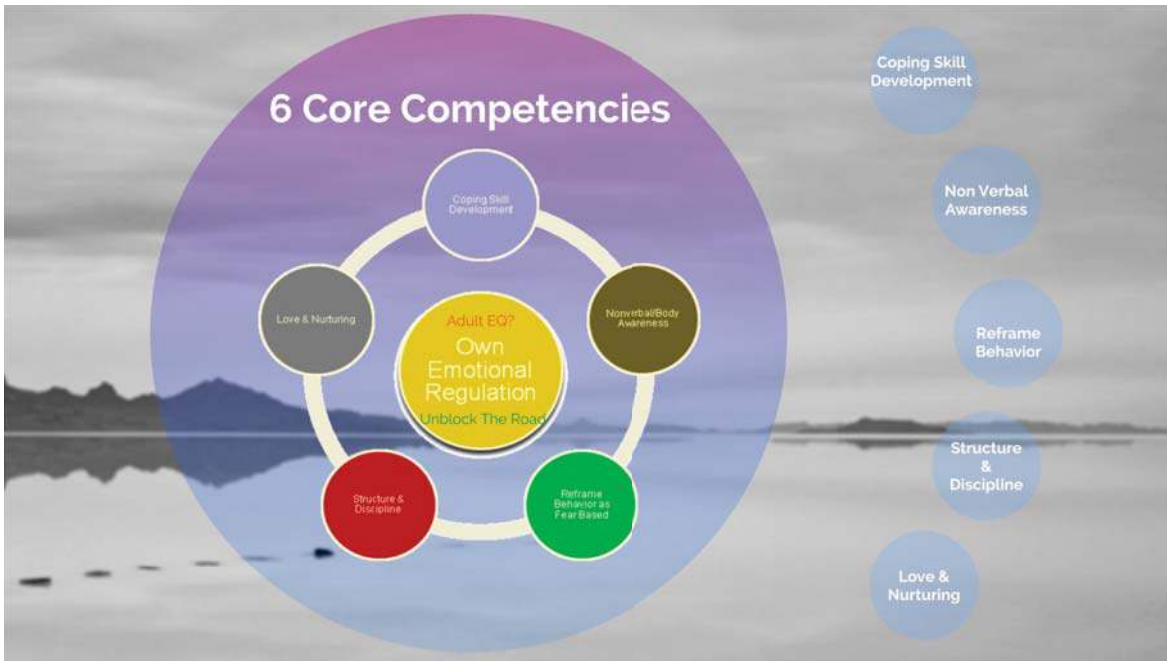 6 Core Competencies
Coping Skill
Development
Love & Nurturing
Nonverbal/Body
Awareness
Adult EQ?
Own
Emotional
Regulation
Unblock The Road
Structure &
Discipline
Reframe
Behavior as
Fear Based
Coping Skill
Development
Non Verbal
Awareness
Reframe
Behavior
Structure
&
Discipline
Love &
Nurturing